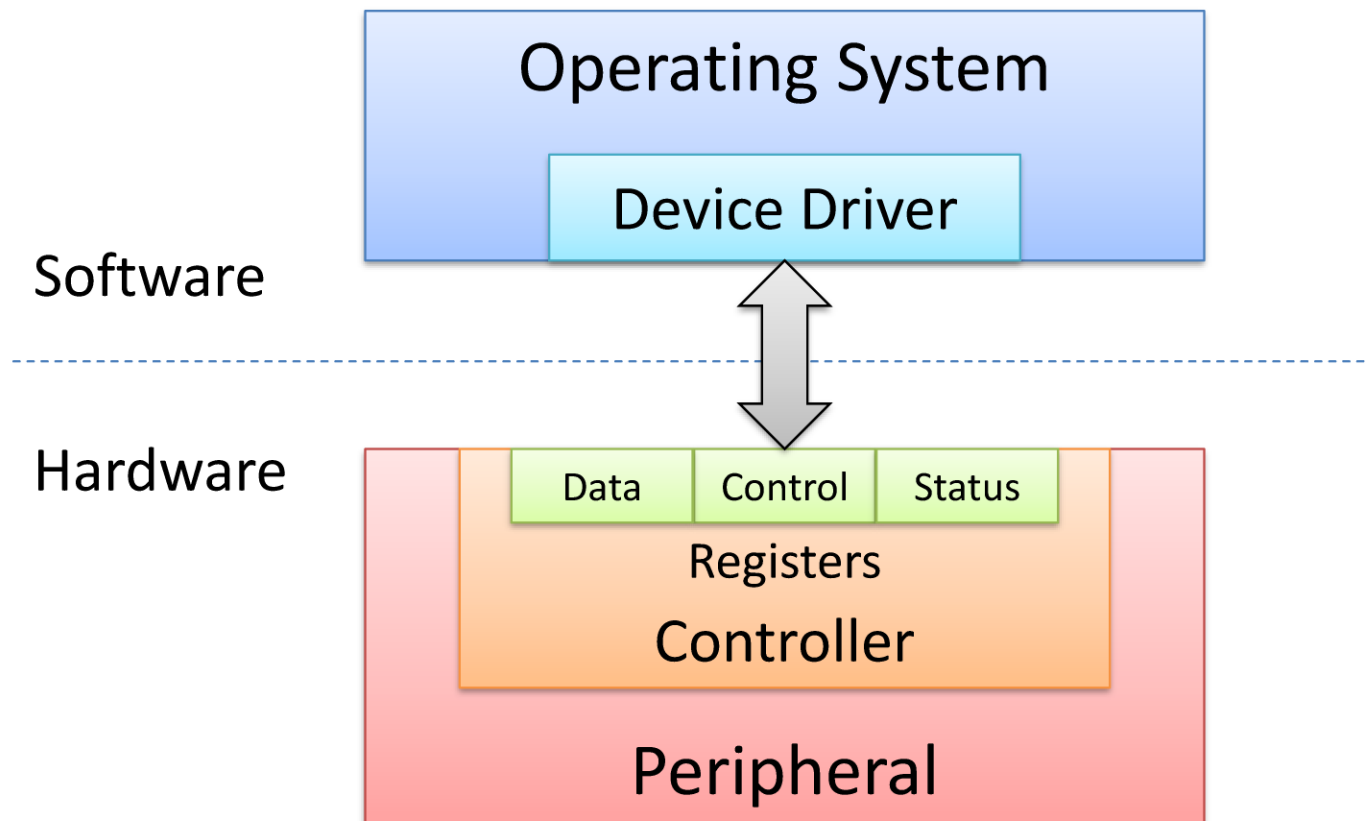 Operating System
Device Driver
Software
Hardware
Data Control Status
Registers
Controller
Peripheral